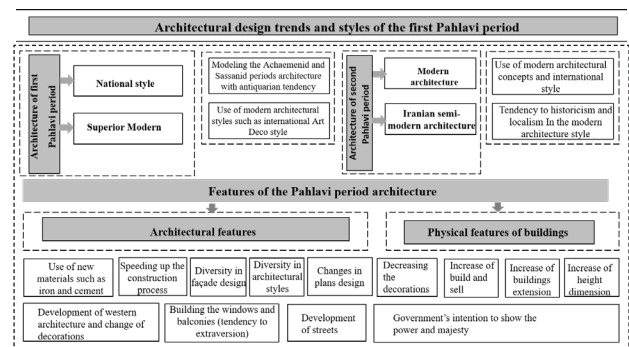 Architectural design trends and styles of the first Pahlavi period
Architecture of first
Pahlavi period
National style
Superior Modern
Modeling the Achaemenid and
Sassanid periods architecture
with antiquarian tendency
Use of modern architectural
styles such as international Art
Deco style
Architecture of second
Pahlavi period
Modern
architecture
Iranian semi-
modern architecture
Use of modern architectural
concepts and international
style
Tendency to historicism and
localism In the modern
architecture style
Features of the Pahlavi period architecture
Architectural features
Physical features of buildings
Use of new
materials such as
iron and cement
Speeding up the
construction
process
Diversity in
façade design
Diversity in
architectural
styles
Changes in
plans design
Decreasing
the
decorations
Increase of
build and
sell
Increase of
buildings
extension
Increase of
height
dimension
Development of western
architecture and change of
decorations
Building the windows and
balconies (tendency to
extraversion)
Development
of streets
Government's intention to show the
power and majesty